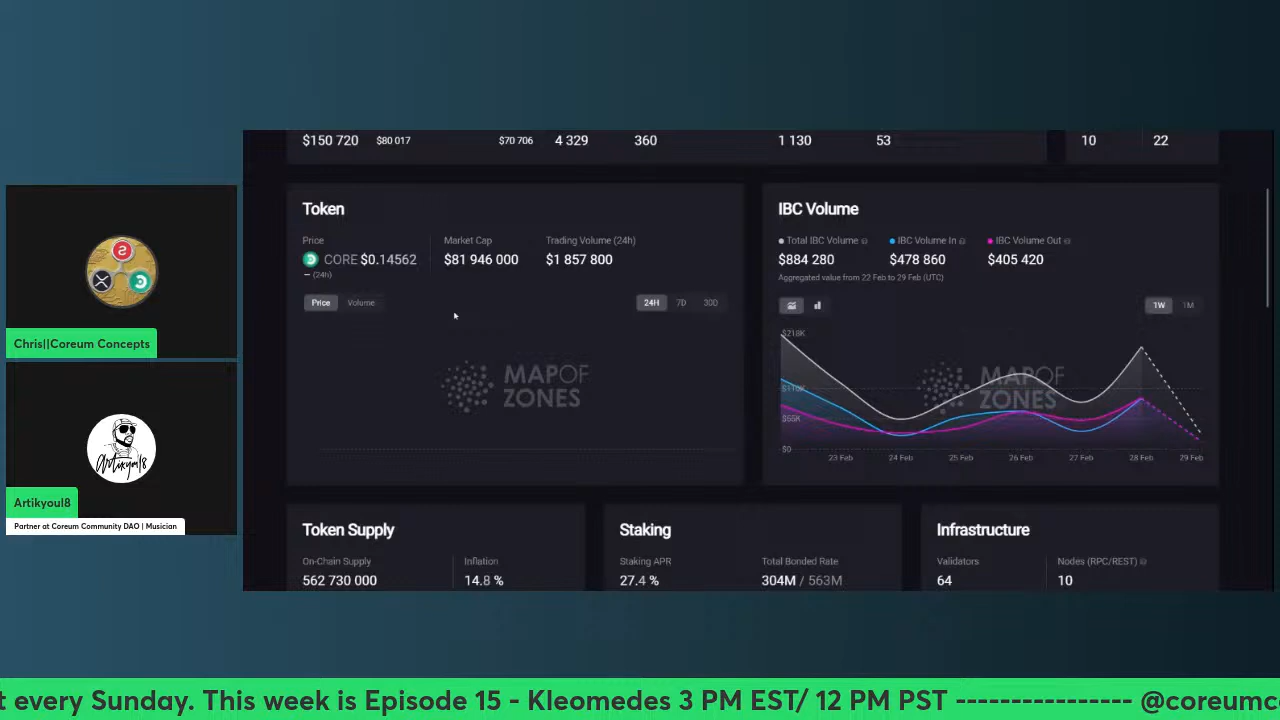 $150 720 $80 017 $70 706 4 329 360 1 130 53 10 22
Token
Price Market Cap Trading Volume (24h)
CORE $0.14562 $81 946 000 $1 857 800
— (24h)
Price Volume 24H 7D 30D
MAPOF
ZONES
IBC Volume
Total IBC Volume IBC Volume In IBC Volume Out
$884 280 $478 860 $405 420
Aggregated value from 22 Feb to 29 Feb (UTC)
1W 1M
$218K
MAPOF
ZONES
$55K
$0
23 Feb 24 Feb 25 Feb 26 Feb 27 Feb 28 Feb 29 Feb
Token Supply
On-Chain Supply Inflation
562 730 000 14.8 %
Staking
Staking APR Total Bonded Rate
27.4 % 304M / 563M
Infrastructure
Validators Nodes (RPC/REST)
64 10
Chris||Coreum Concepts
Artikyoul8
Artikyoul8
Partner at Coreum Community DAO | Musician
t every Sunday. This week is Episode 15 - Kleomedes 3 PM EST/ 12 PM PST ---------------- @coreumc